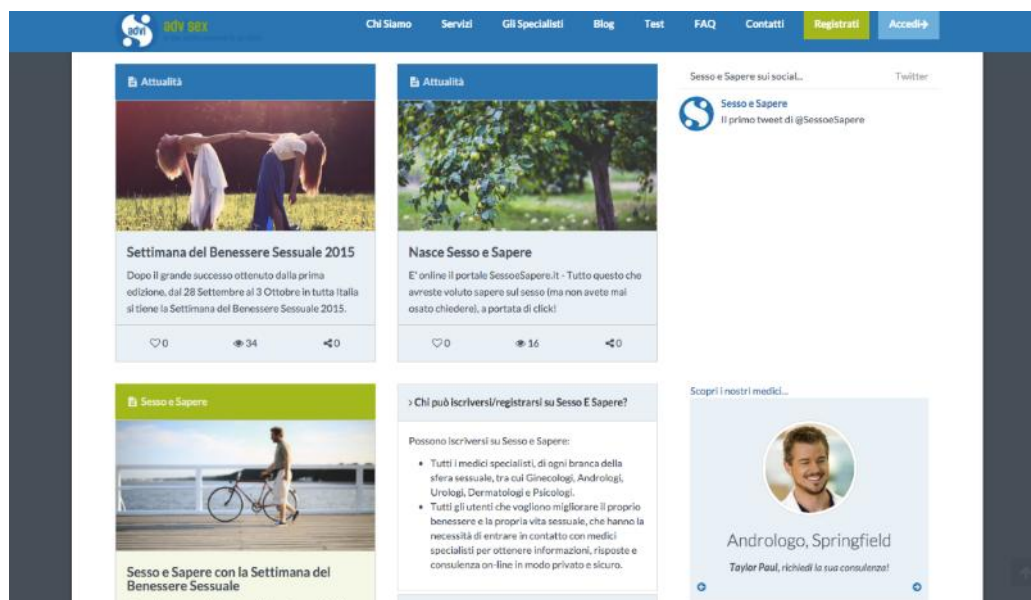 advi
adv sex
Chi Siamo
Servizi
Gli Specialisti
Blog
Test
FAQ
Contatti
Registrati
Accedi
Attualità
Settimana del Benessere Sessuale 2015
Dopo il grande successo ottenuto dalla prima
edizione, dal 28 Settembre al 3 Ottobre in tutta Italia
si tiene la Settimana del Benessere Sessuale 2015.
0
34
0
Attualità
Nasce Sesso e Sapere
E' online il portale SessoeSapere.it - Tutto questo che
avreste voluto sapere sul sesso (ma non avete mai
osato chiedere), a portata di click!
0
16
0
Sesso e Sapere sui social...
Twitter
Sesso e Sapere
Il primo tweet di @SessoeSapere
Sesso e Sapere
Sesso e Sapere con la Settimana del
Benessere Sessuale
Chi può iscriversi/registrarsi su Sesso E Sapere?
Possono iscriversi su Sesso e Sapere:
Tutti i medici specialisti, di ogni branca della
sfera sessuale, tra cui Ginecologi, Andrologi,
Urologi, Dermatologi e Psicologi.
Tutti gli utenti che vogliono migliorare il proprio
benessere e la propria vita sessuale, che hanno la
necessità di entrare in contatto con medici
specialisti per ottenere informazioni, risposte e
consulenza on-line in modo privato e sicuro.
Scopri i nostri medici...
Andrologo, Springfield
Taylor Paul, richiedi la sua consulenza!